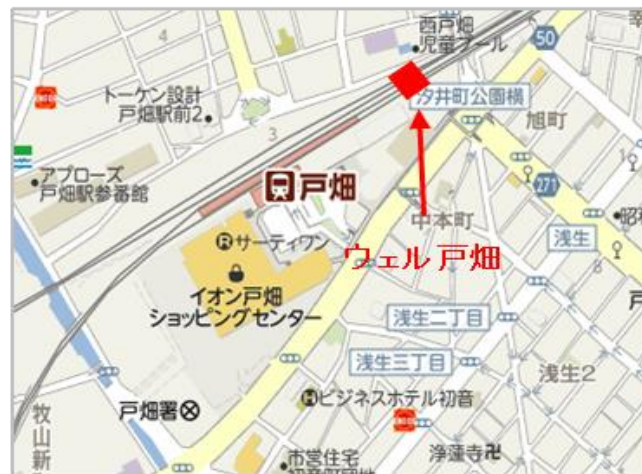 西戸畑
児童プール
50
4
トーケン設計
戸畑駅前2
汐井町公園横
旭町
3
1
アプローズ
戸畑駅参番館
戸畑
271
中本町
浅生
サーティワン
ウェル戸畑
8
イオン戸畑
ショッピングセンター
浅生二丁目
浅生三丁目
浅生2
戸畑署
ビジネスホテル初音
牧山新
市営住宅
浄蓮寺